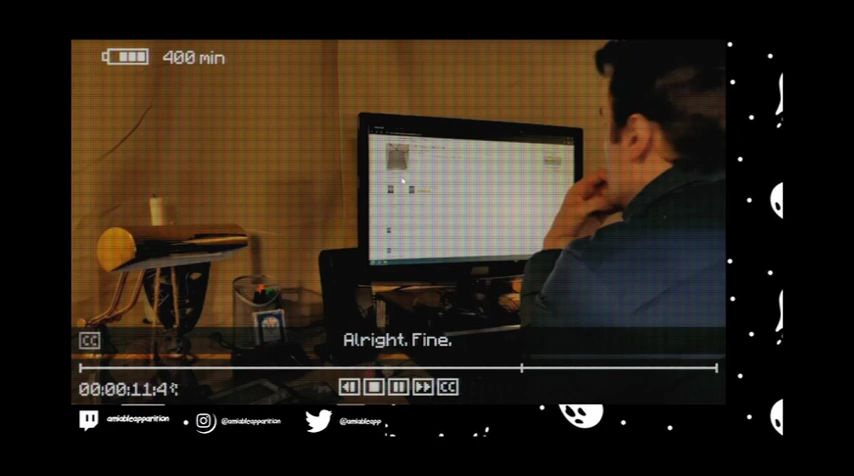 400 min
CC
Alright. Fine.
CC
amiableapparition
@amiableapparition
@amiableapp